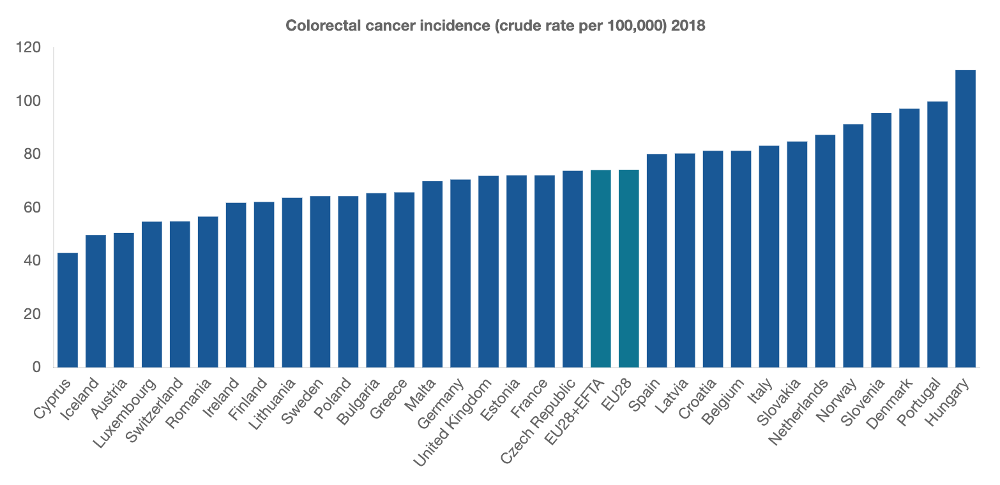 Colorectal cancer incidence (crude rate per 100,000) 2018
120
100
80
60
40
20
0
Cyprus
Iceland
Austria
Luxembourg
Switzerland
Romania
Ireland
Finland
Lithuania
Sweden
Poland
Bulgaria
Greece
Malta
Germany
United Kingdom
Estonia
France
Czech Republic
EU28+EFTA
EU28
Spain
Latvia
Croatia
Belgium
Italy
Slovakia
Netherlands
Norway
Slovenia
Denmark
Portugal
Hungary